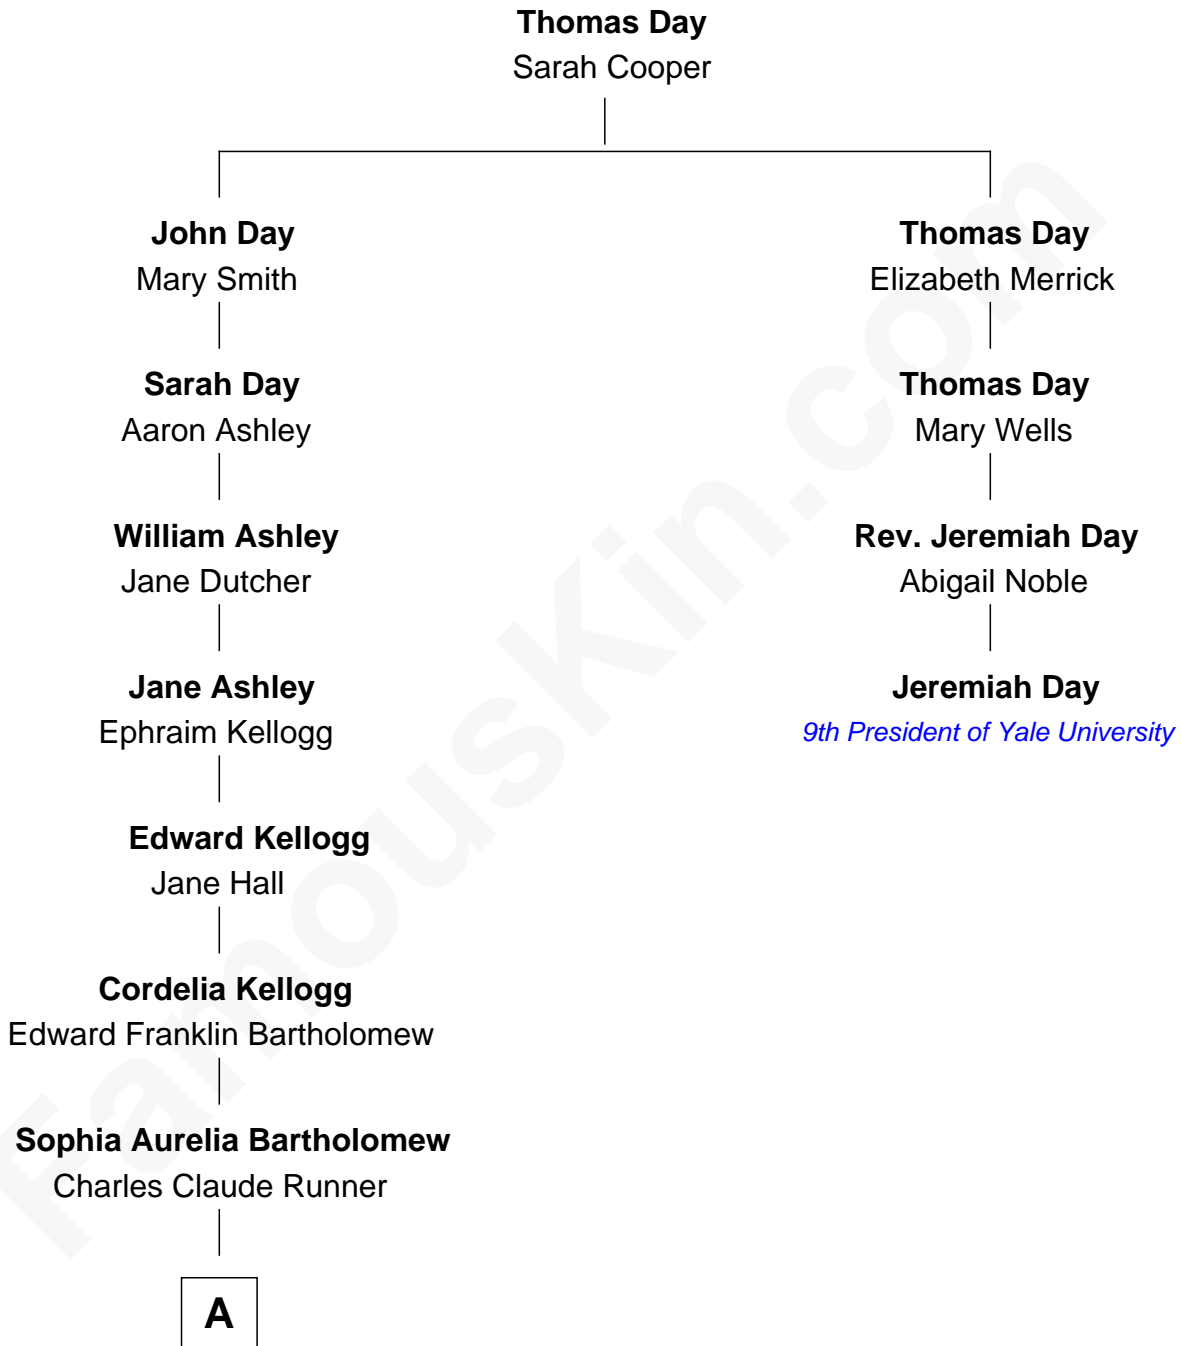 Thomas Day
Sarah Cooper
John Day
Mary Smith
Thomas Day
Elizabeth Merrick
Sarah Day
Aaron Ashley
Thomas Day
Mary Wells
William Ashley
Jane Dutcher
Rev. Jeremiah Day
Abigail Noble
Jane Ashley
Ephraim Kellogg
Jeremiah Day
9th President of Yale University
Edward Kellogg
Jane Hall
Cordelia Kellogg
Edward Franklin Bartholomew
Sophia Aurelia Bartholomew
Charles Claude Runner
A
FamousKin.com